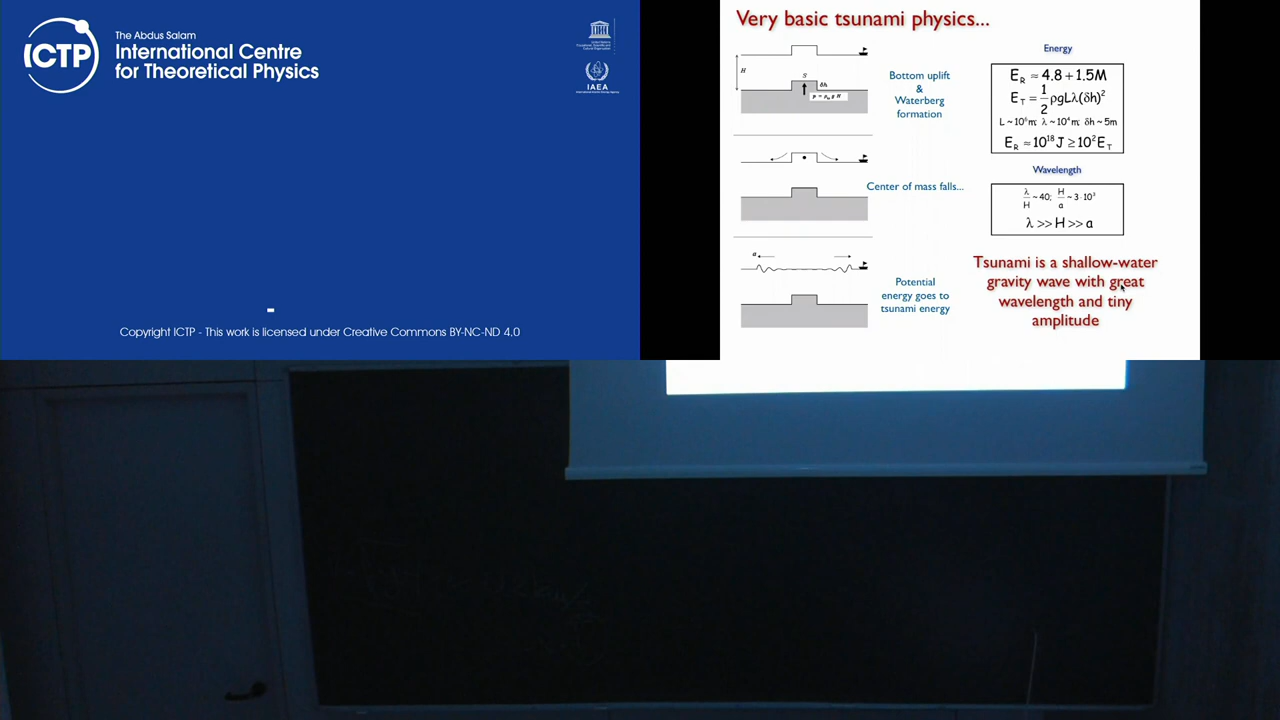 ICTP
The Abdus Salam
International Centre
for Theoretical Physics
IAEA
Copyright ICTP - This work is licensed under Creative Commons BY-NC-ND 4.0
Very basic tsunami physics...
H
S
δh
p = ρ_w g H
Bottom uplift
&
Waterberg
formation
Center of mass falls...
a
Potential
energy goes to
tsunami energy
Energy
E_R ≈ 4.8 + 1.5M
E_T = 1/2 ρgLλ(δh)²
E_R ≈ 10¹⁸ J ≥ 10² E_T
Wavelength
λ/H ~ 40; H/a ~ 3·10³
λ >> H >> a
Tsunami is a shallow-water
gravity wave with great
wavelength and tiny
amplitude